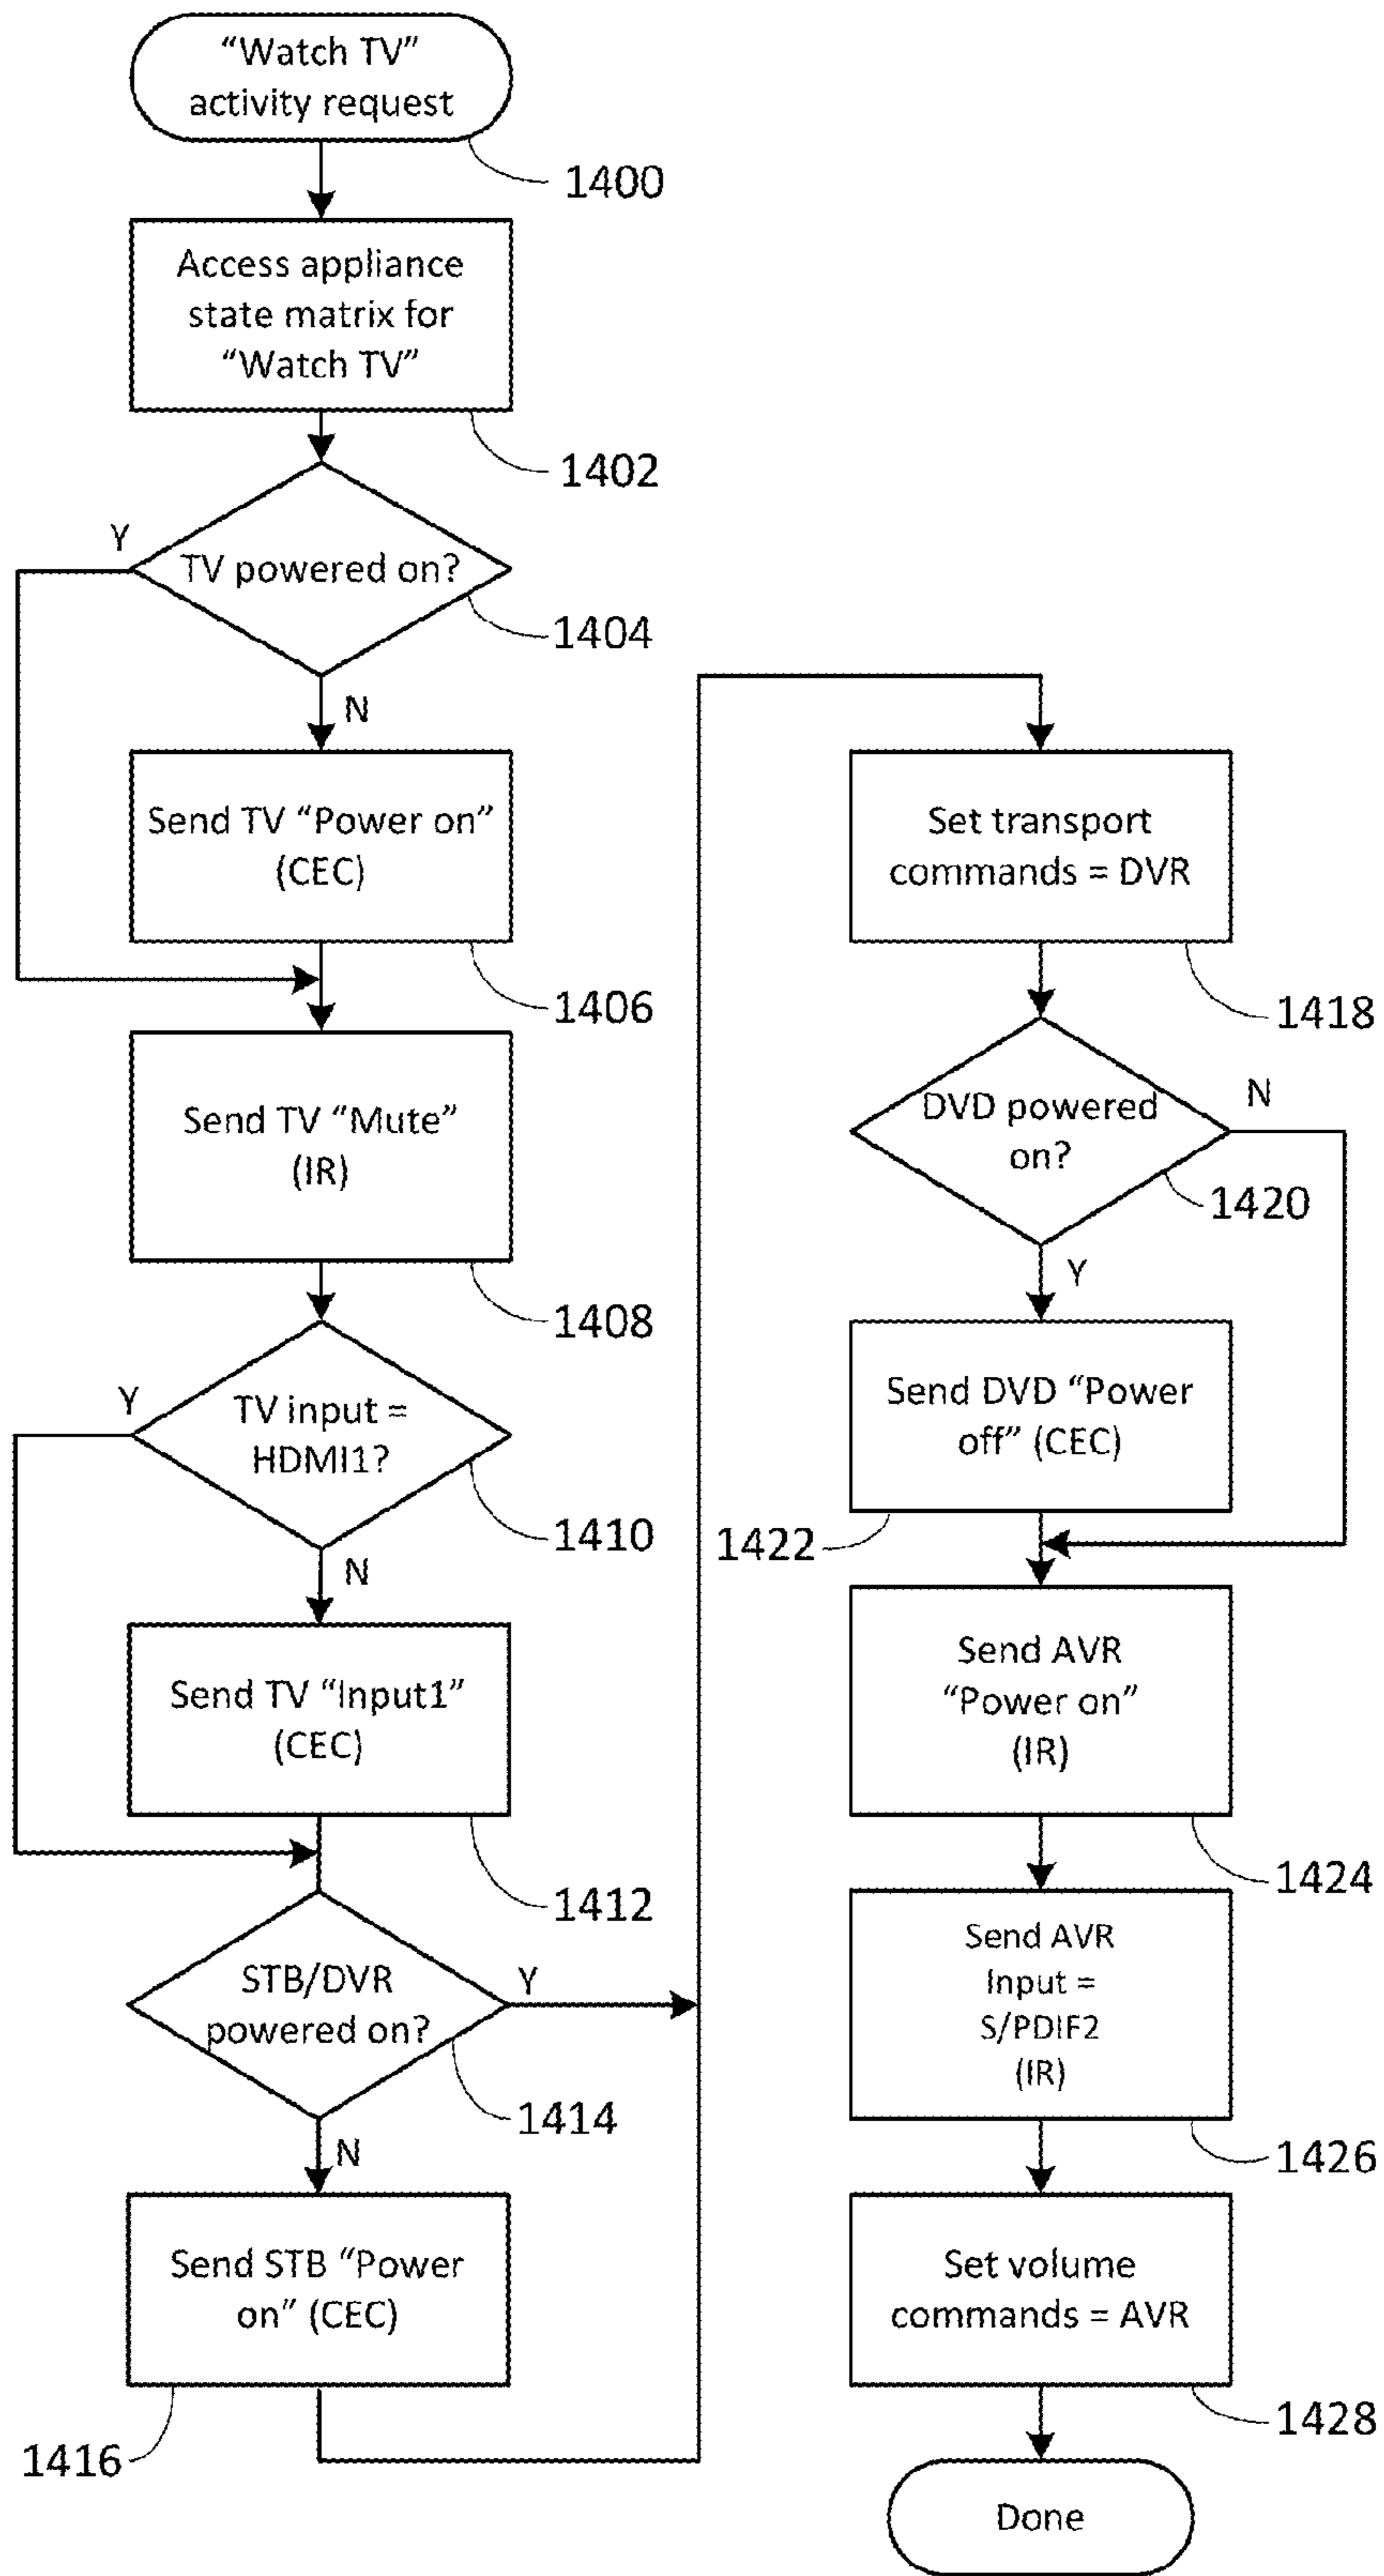 “Watch TV”
activity request
1400
Access appliance
state matrix for
“Watch TV”
1402
Y
TV powered on?
1404
N
Send TV “Power on”
(CEC)
1406
Send TV “Mute”
(IR)
1408
Y
TV input =
HDMI1?
1410
N
Send TV “Input1”
(CEC)
1412
STB/DVR
powered on?
Y
1414
N
Send STB “Power
on” (CEC)
1416
Set transport
commands = DVR
1418
DVD powered
on?
N
1420
Y
Send DVD “Power
off” (CEC)
1422
Send AVR
“Power on”
(IR)
1424
Send AVR
Input =
S/PDIF2
(IR)
1426
Set volume
commands = AVR
1428
Done